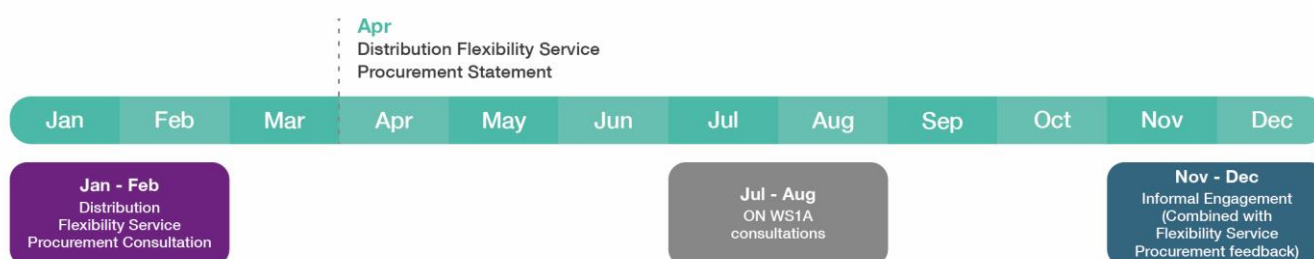 Apr
Distribution Flexibility Service
Procurement Statement
Jan Feb Mar Apr May Jun Jul Aug Sep Oct Nov Dec
Jan - Feb
Distribution
Flexibility Service
Procurement Consultation
Jul - Aug
ON WS1A
consultations
Nov - Dec
Informal Engagement
(Combined with
Flexibility Service
Procurement feedback)